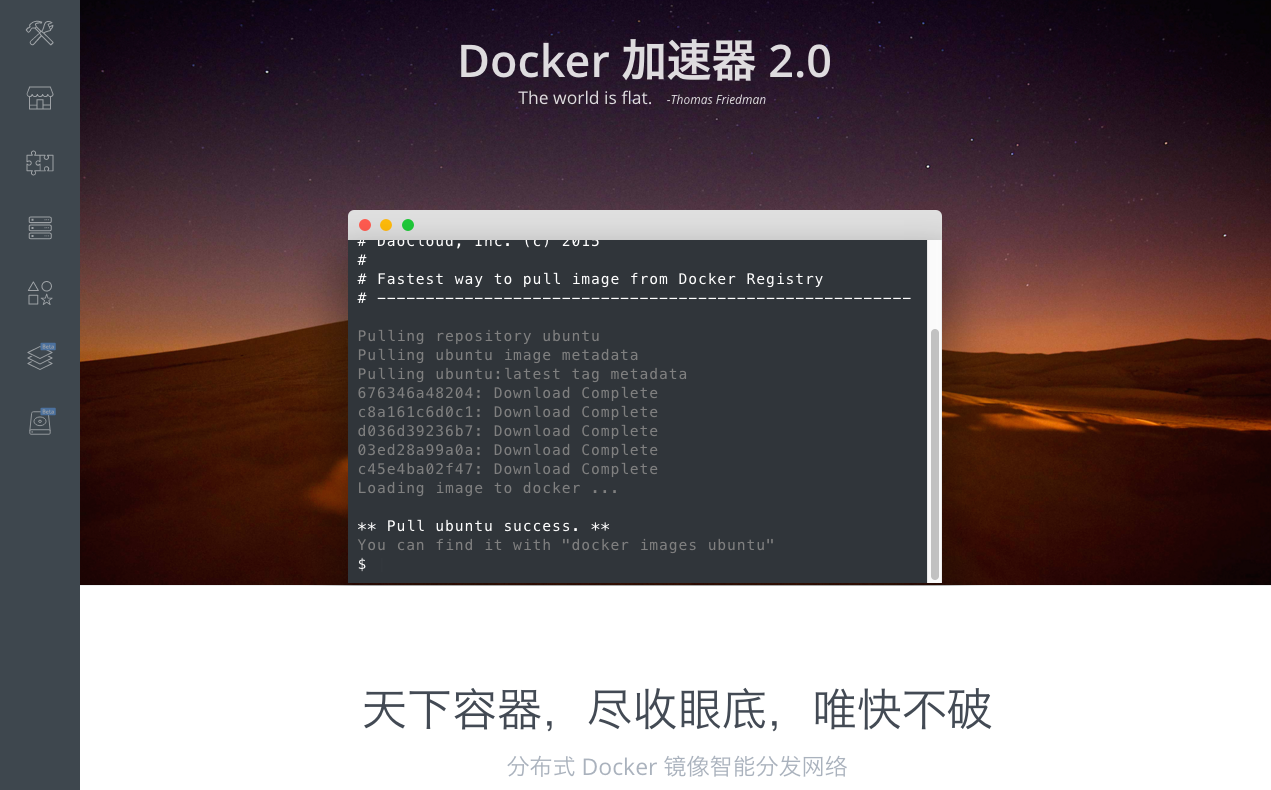 Docker 加速器 2.0
The world is flat. -Thomas Friedman
# DaoCloud, Inc. (c) 2015
#
# Fastest way to pull image from Docker Registry
# -------------------------------------------------------
Pulling repository ubuntu
Pulling ubuntu image metadata
Pulling ubuntu:latest tag metadata
676346a48204: Download Complete
c8a161c6d0c1: Download Complete
d036d39236b7: Download Complete
03ed28a99a0a: Download Complete
c45e4ba02f47: Download Complete
Loading image to docker ...
** Pull ubuntu success. **
You can find it with "docker images ubuntu"
$
Beta
Beta
天下容器，尽收眼底，唯快不破
分布式 Docker 镜像智能分发网络